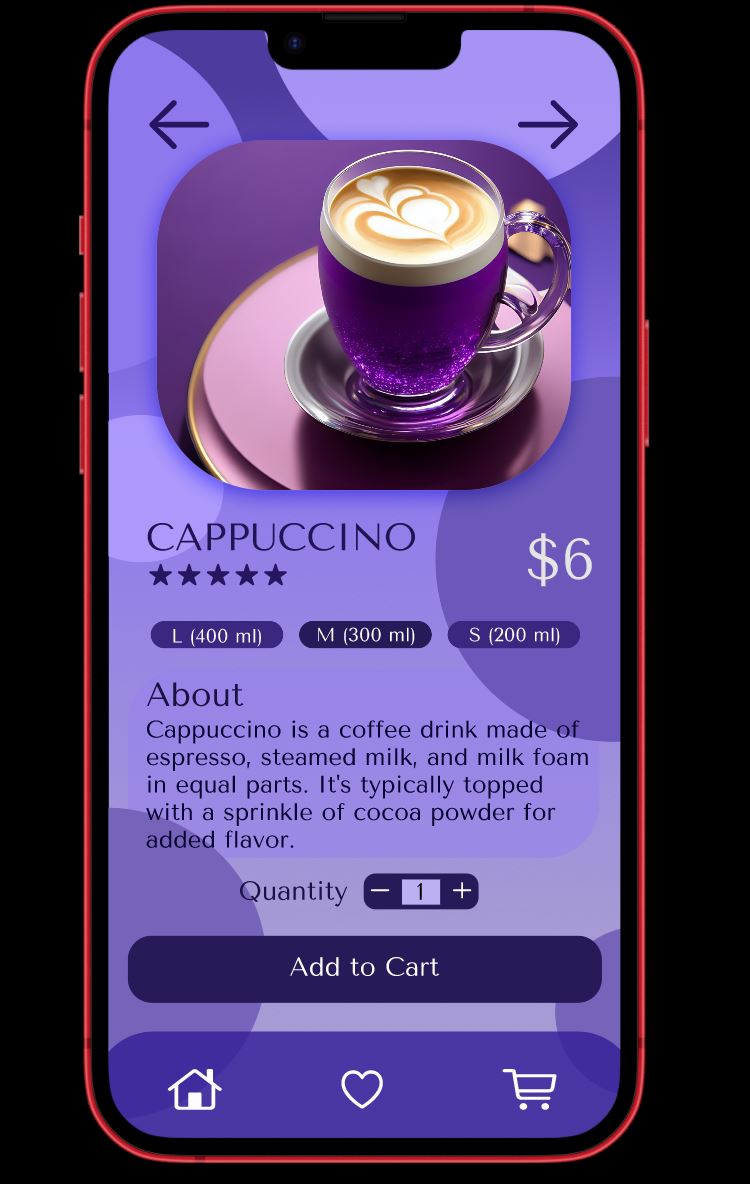 CAPPUCCINO
$6
L (400 ml) M (300 ml) S (200 ml)
About
Cappuccino is a coffee drink made of
espresso, steamed milk, and milk foam
in equal parts. It's typically topped
with a sprinkle of cocoa powder for
added flavor.
Quantity − 1 +
Add to Cart